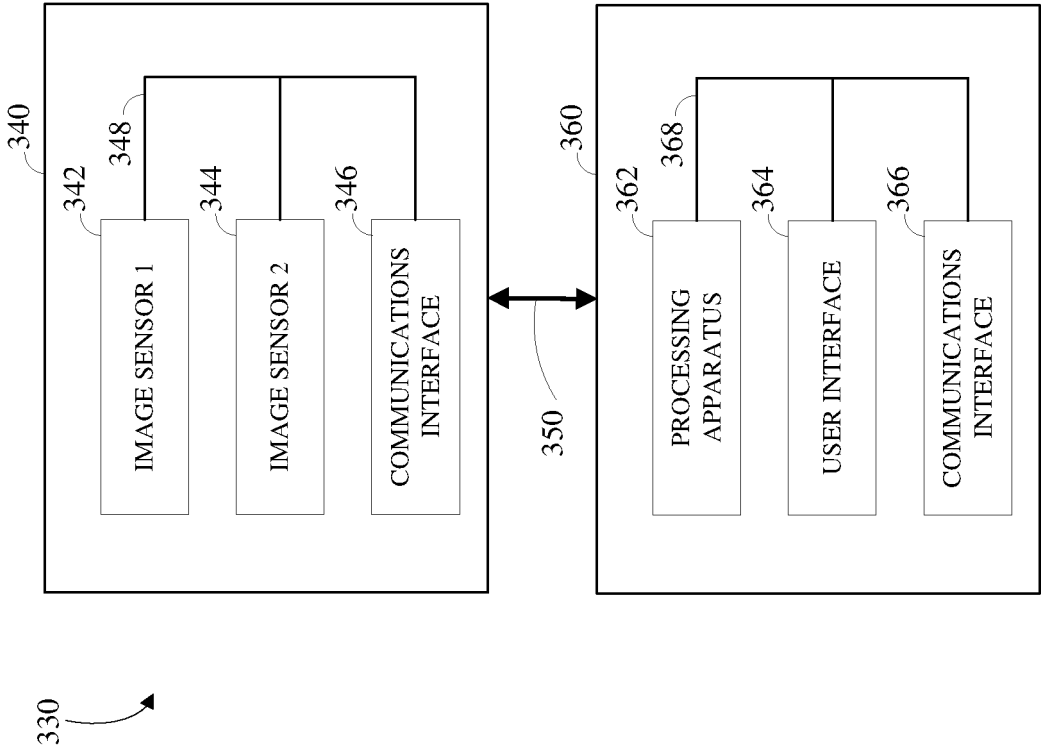 330
340
342
IMAGE SENSOR 1
348
344
IMAGE SENSOR 2
346
COMMUNICATIONS
INTERFACE
350
360
362
PROCESSING
APPARATUS
368
364
USER INTERFACE
366
COMMUNICATIONS
INTERFACE